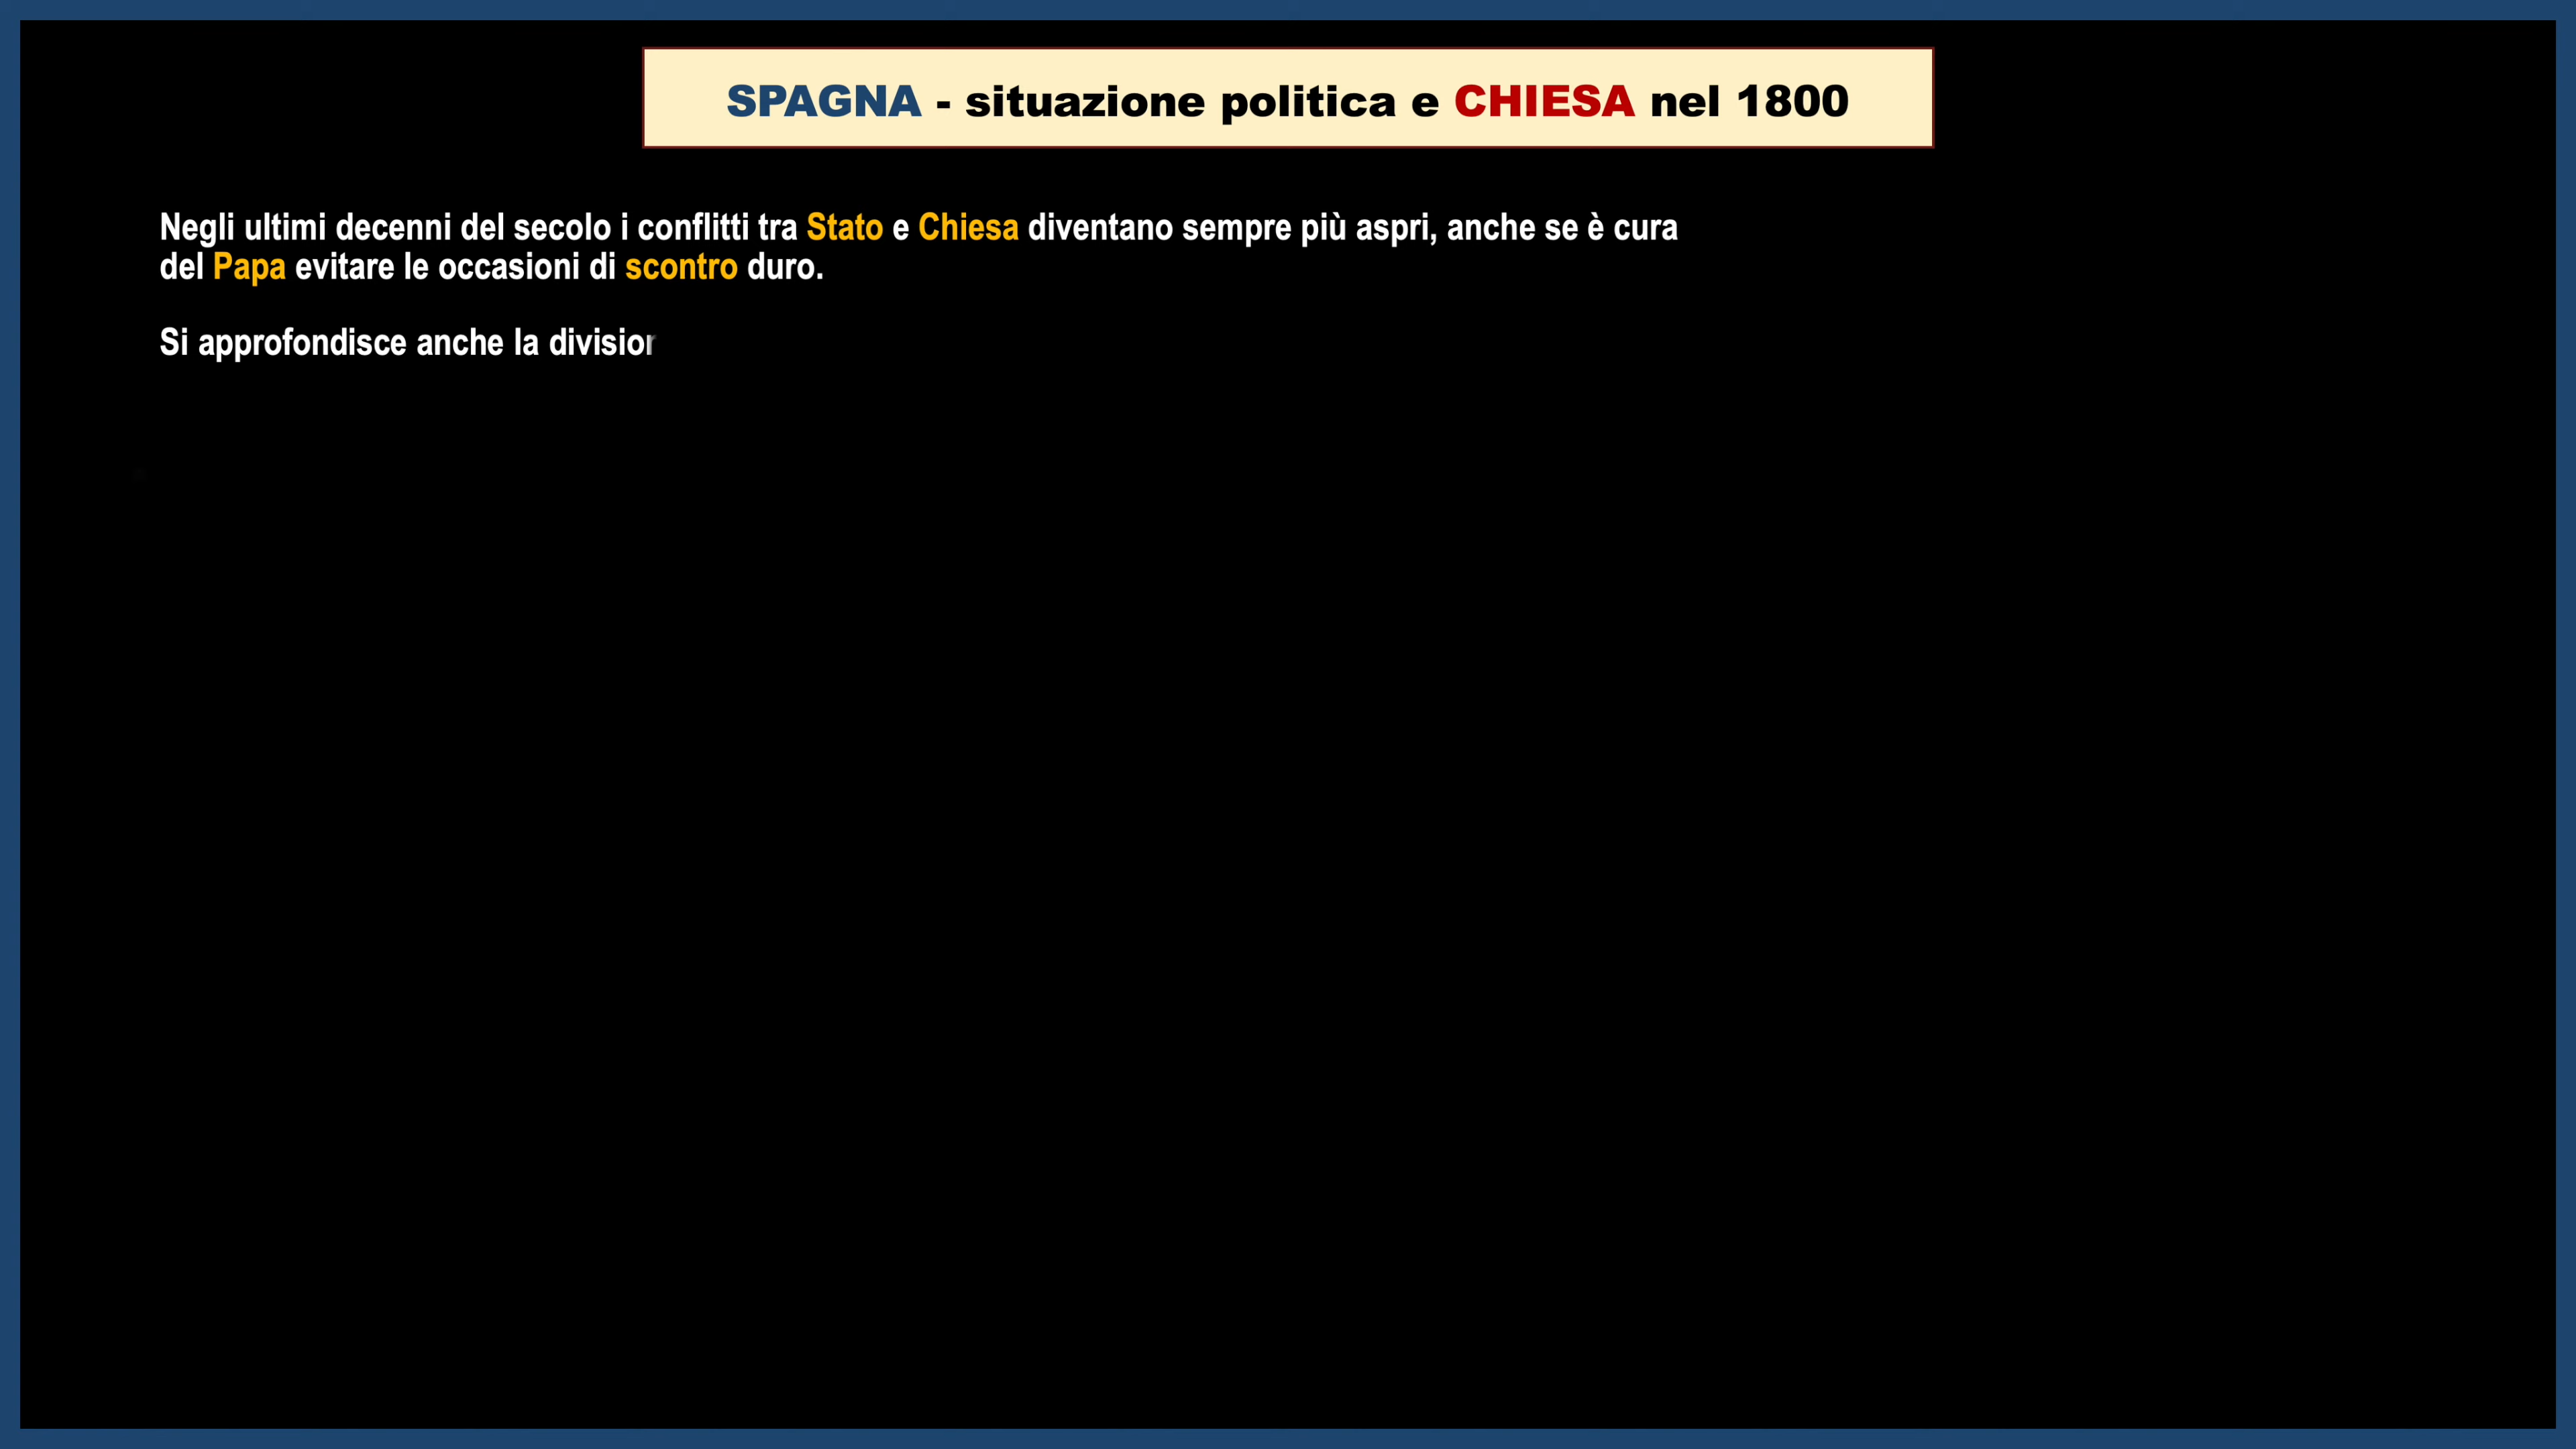 SPAGNA - situazione politica e CHIESA nel 1800
Negli ultimi decenni del secolo i conflitti tra Stato e Chiesa diventano sempre più aspri, anche se è cura
del Papa evitare le occasioni di scontro duro.
Si approfondisce anche la division